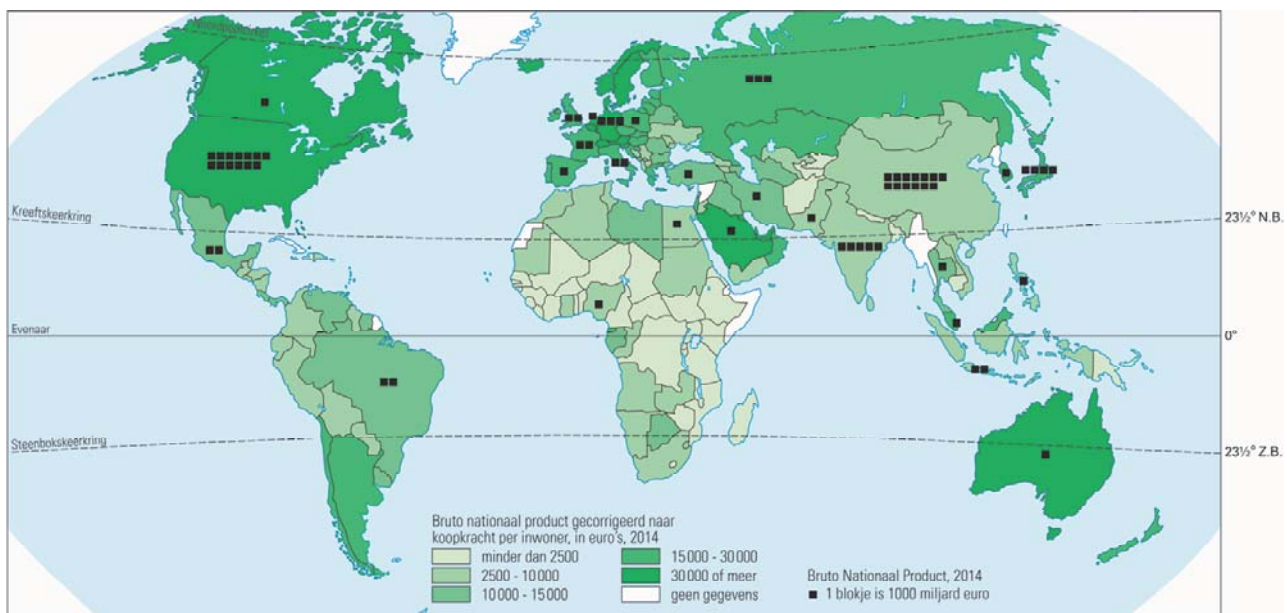 Noordpoolcirkel
Kreeftskeerkring
23½° N.B.
Evenaar
0°
Steenbokskeerkring
23½° Z.B.
Bruto nationaal product gecorrigeerd naar
koopkracht per inwoner, in euro's, 2014
minder dan 2500
15 000 - 30 000
2500 - 10 000
30 000 of meer
10 000 - 15 000
geen gegevens
Bruto Nationaal Product, 2014
1 blokje is 1000 miljard euro